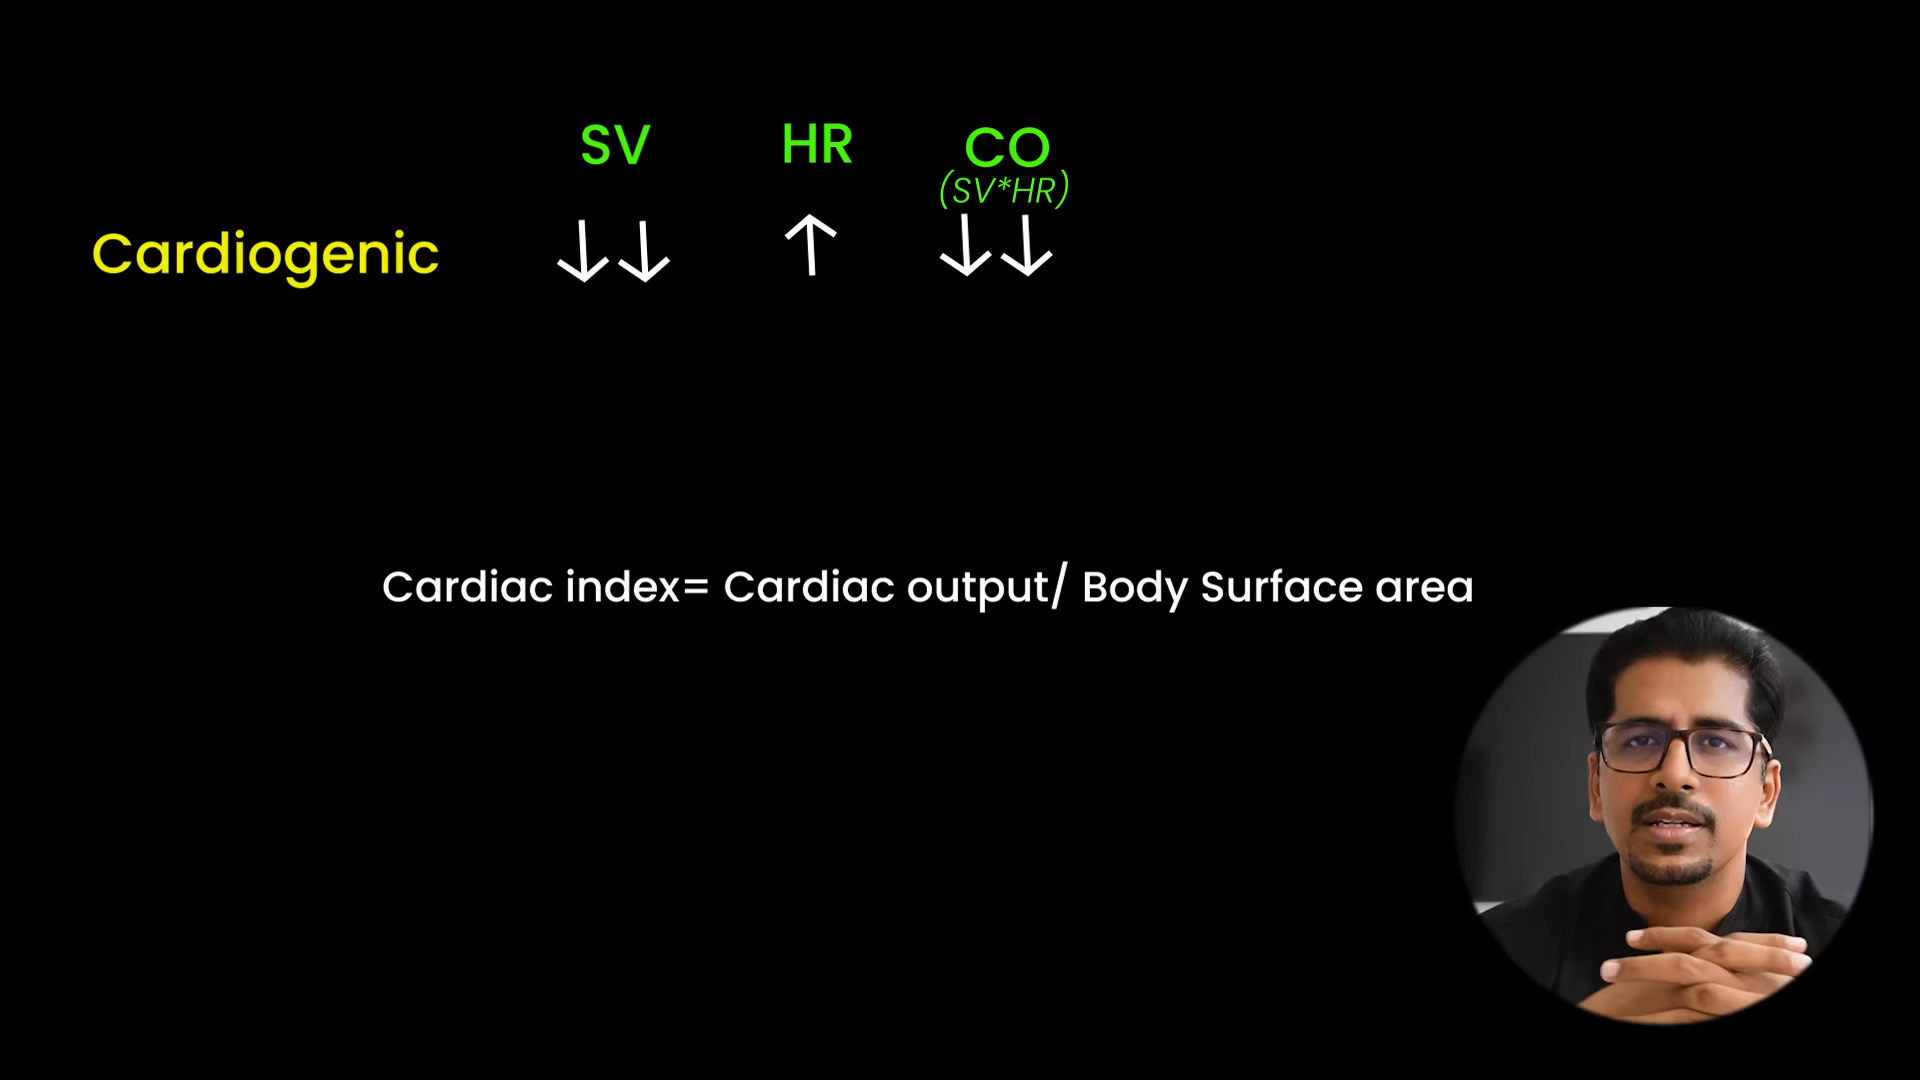 SV HR CO
(SV*HR)
Cardiogenic ↓↓ ↑ ↓↓
Cardiac index= Cardiac output/ Body Surface area